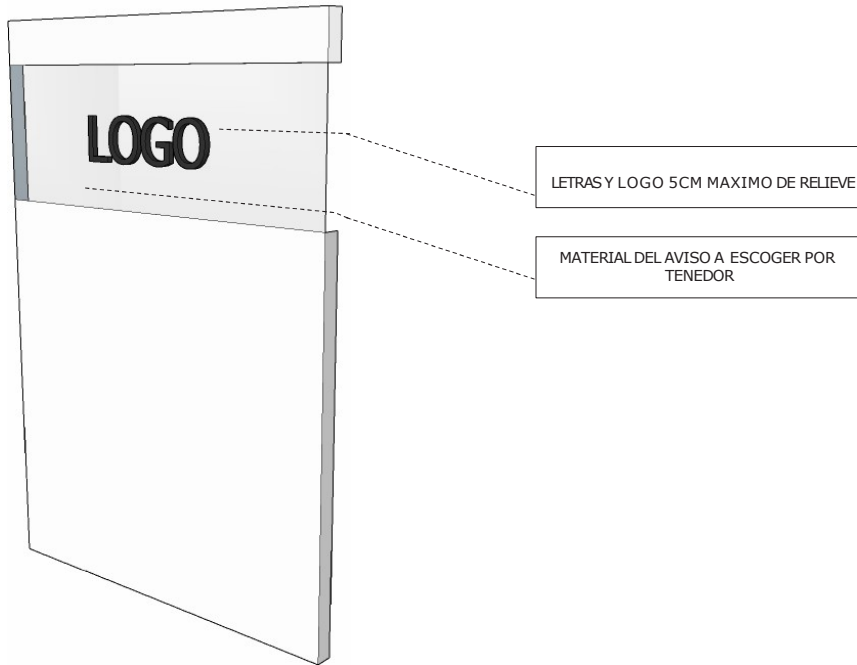 LOGO
LETRAS Y LOGO 5CM MAXIMO DE RELIEVE
MATERIAL DEL AVISO A ESCOGER POR
TENEDOR